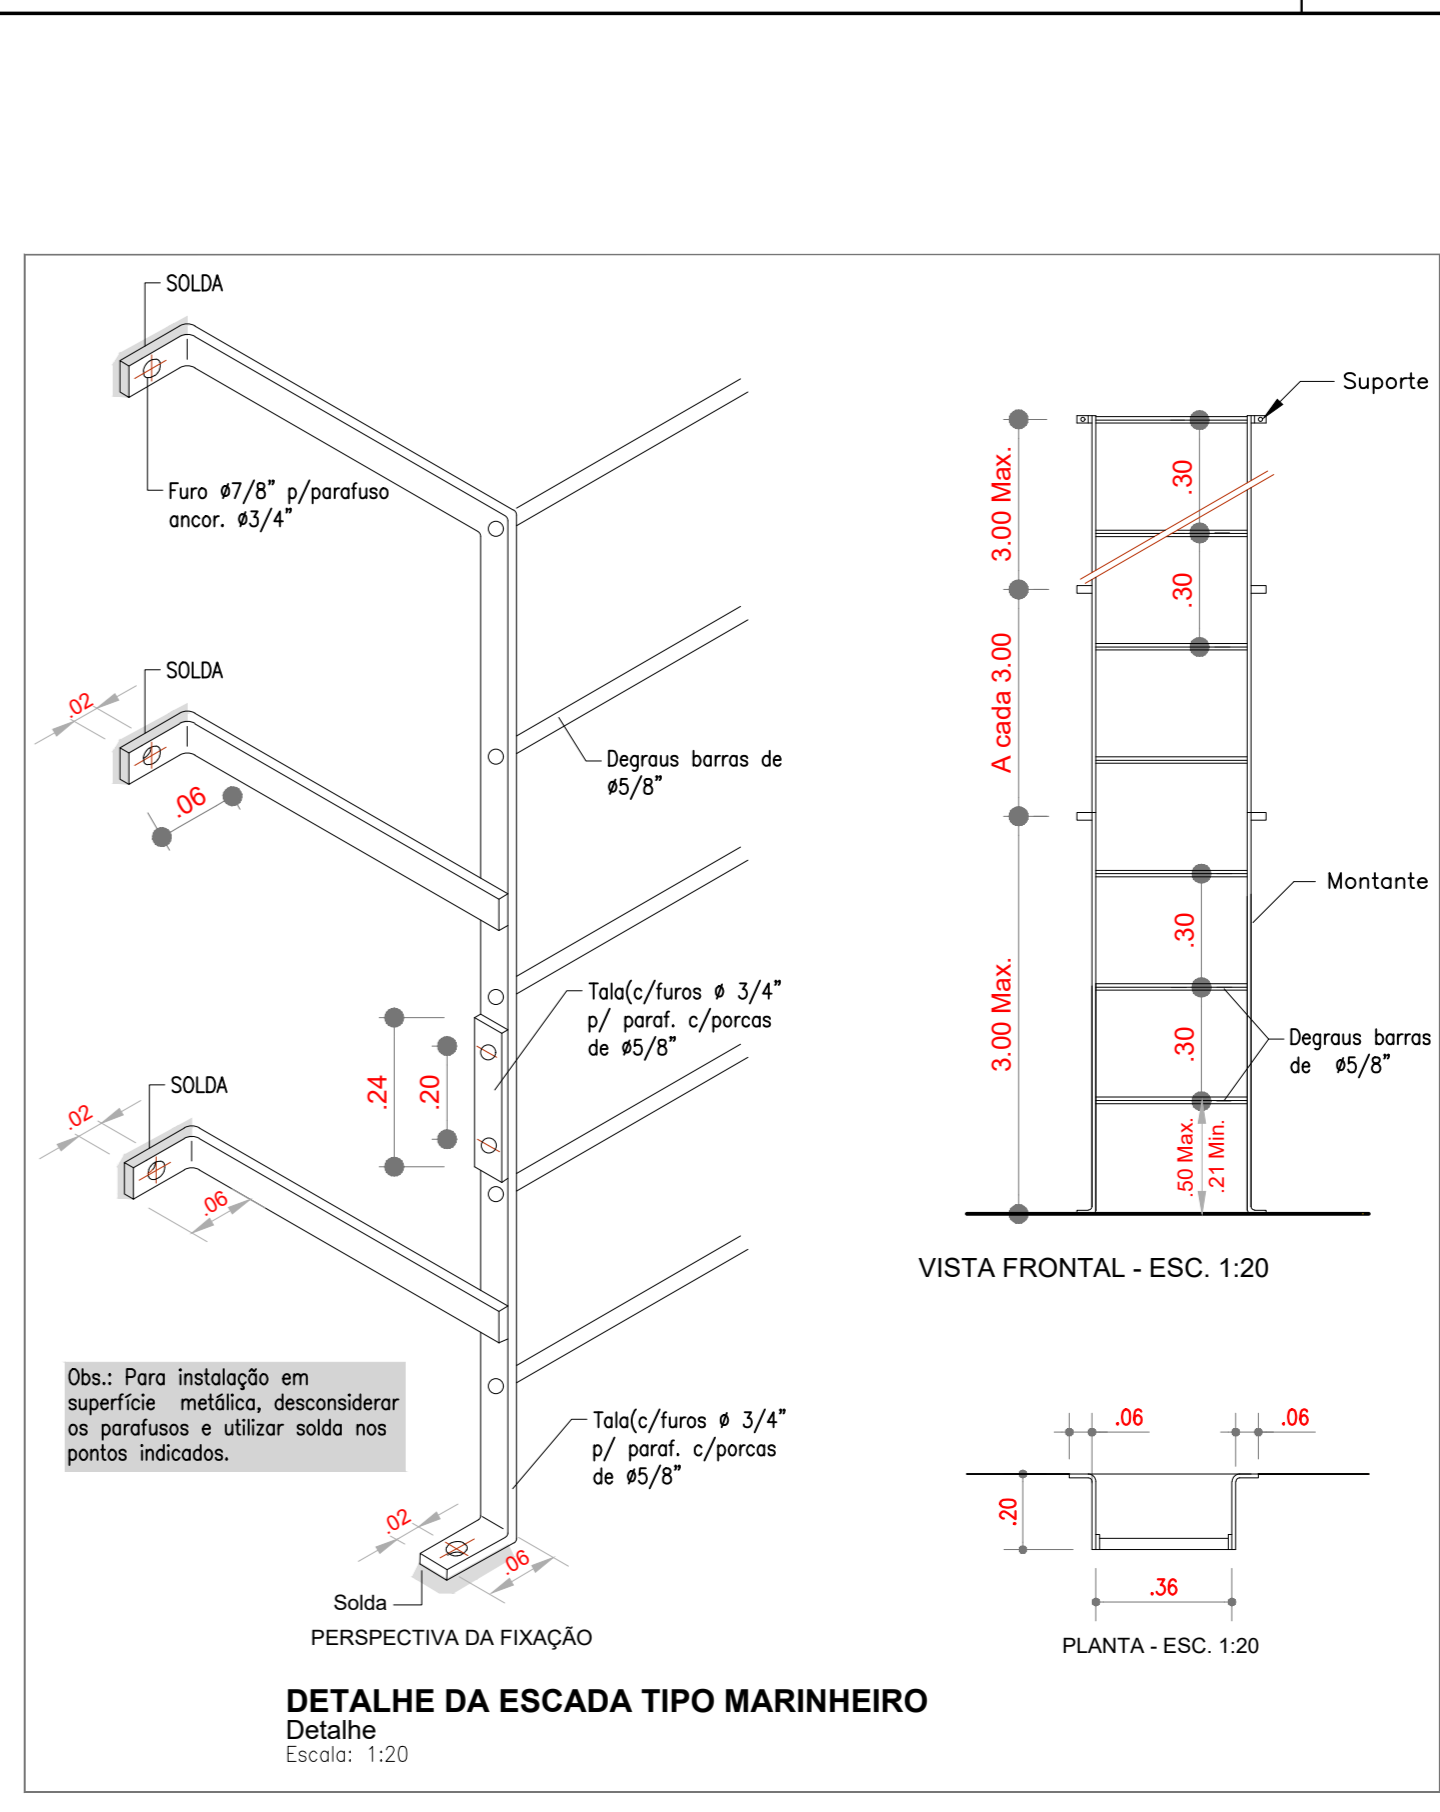 SOLDA
Furo ø7/8" p/parafuso
ancor. ø3/4"
SOLDA
.02
.06
Degraus barras de
ø5/8"
Tala(c/furos ø 3/4"
p/ paraf. c/porcas
de ø5/8"
.24
.20
SOLDA
.02
.06
Obs.: Para instalação em
superfície metálica, desconsiderar
os parafusos e utilizar solda nos
pontos indicados.
Tala(c/furos ø 3/4"
p/ paraf. c/porcas
de ø5/8"
.02
.06
Solda
PERSPECTIVA DA FIXAÇÃO
Suporte
3.00 Max.
.30
.30
A cada 3.00
Montante
3.00 Max.
.30
.30
Degraus barras
de ø5/8"
.50 Max.
.21 Min.
VISTA FRONTAL - ESC. 1:20
.06
.06
.20
.36
PLANTA - ESC. 1:20
DETALHE DA ESCADA TIPO MARINHEIRO
Detalhe
Escala: 1:20